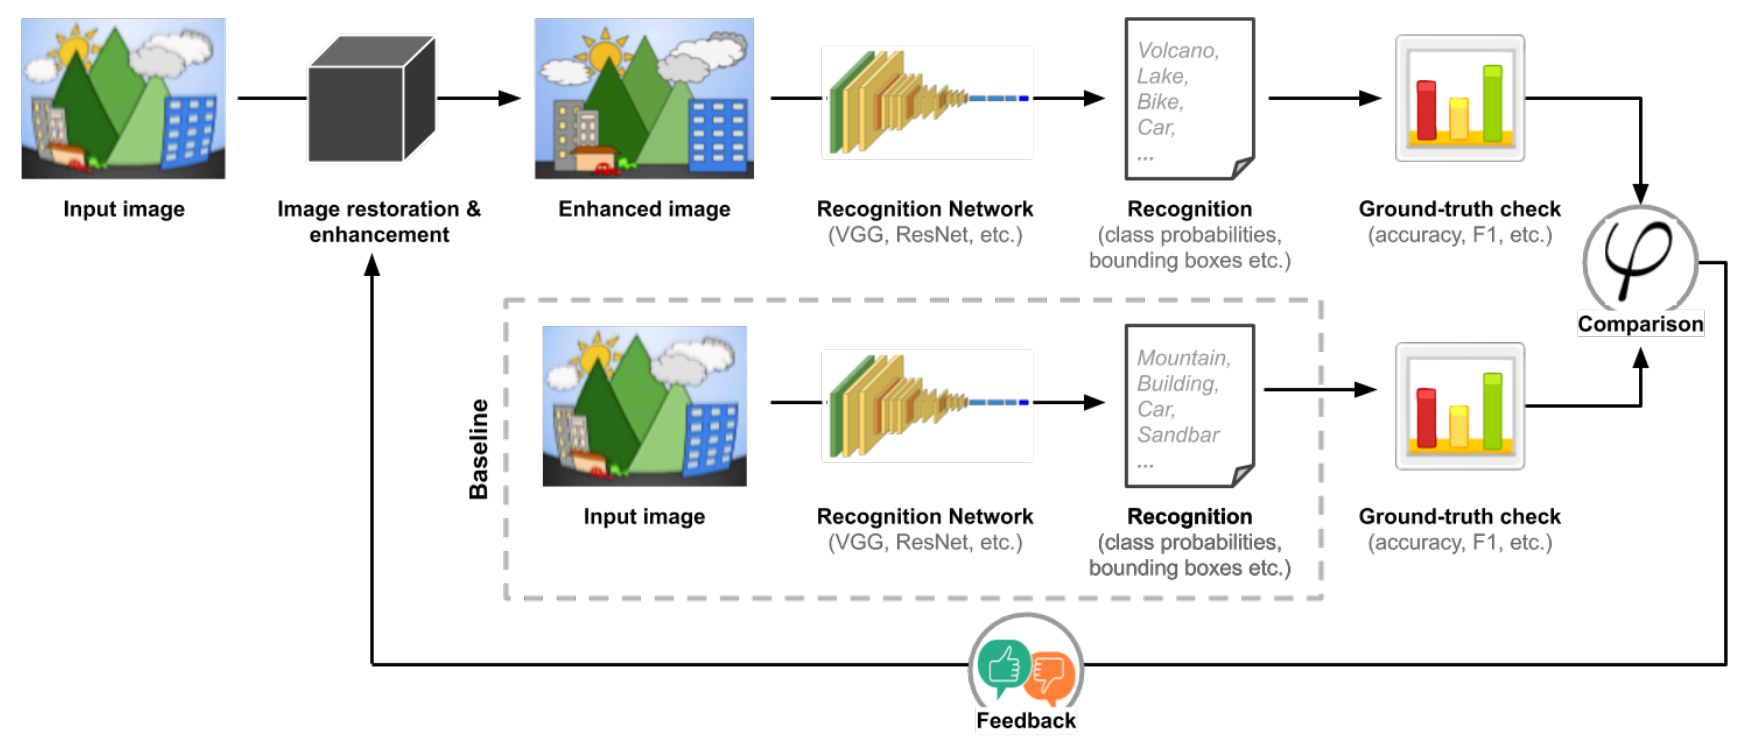 Volcano,
Lake,
Bike,
Car,
...
Input image
Image restoration &
enhancement
Enhanced image
Recognition Network
(VGG, ResNet, etc.)
Recognition
(class probabilities,
bounding boxes etc.)
Ground-truth check
(accuracy, F1, etc.)
φ
Comparison
Baseline
Mountain,
Building,
Car,
Sandbar
...
Input image
Recognition Network
(VGG, ResNet, etc.)
Recognition
(class probabilities,
bounding boxes etc.)
Ground-truth check
(accuracy, F1, etc.)
Feedback